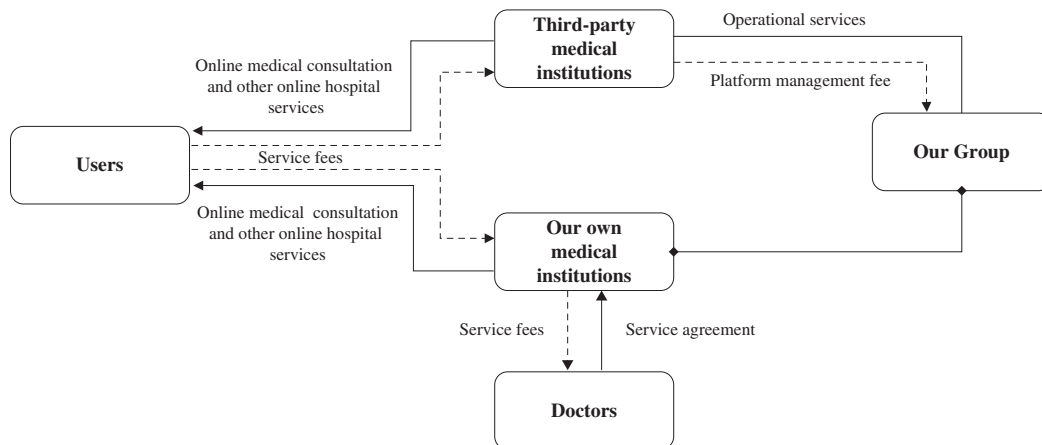 Third-party
medical
institutions
Operational services
Platform management fee
Online medical consultation
and other online hospital
services
Users
Service fees
Our Group
Online medical consultation
and other online hospital
services
Our own
medical
institutions
Service fees
Service agreement
Doctors